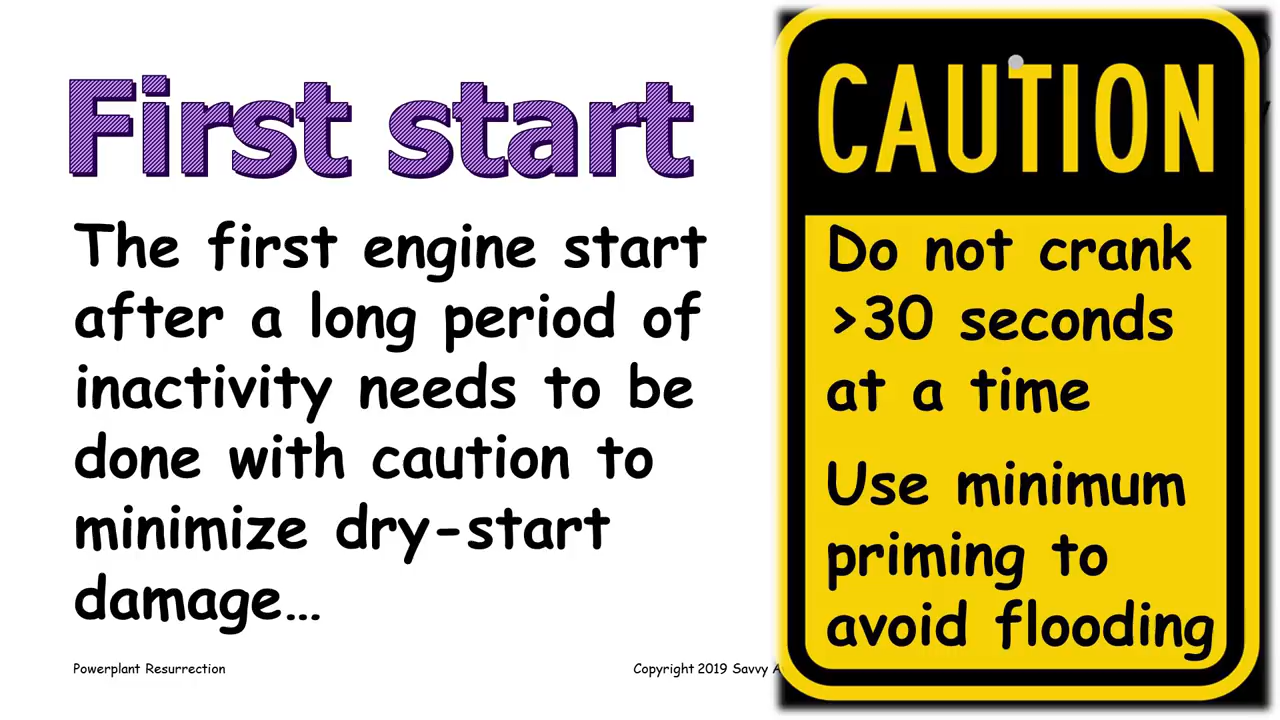 First start
The first engine start
after a long period of
inactivity needs to be
done with caution to
minimize dry-start
damage…
Powerplant Resurrection
Copyright 2019 Savvy
CAUTION
Do not crank
>30 seconds
at a time
Use minimum
priming to
avoid flooding